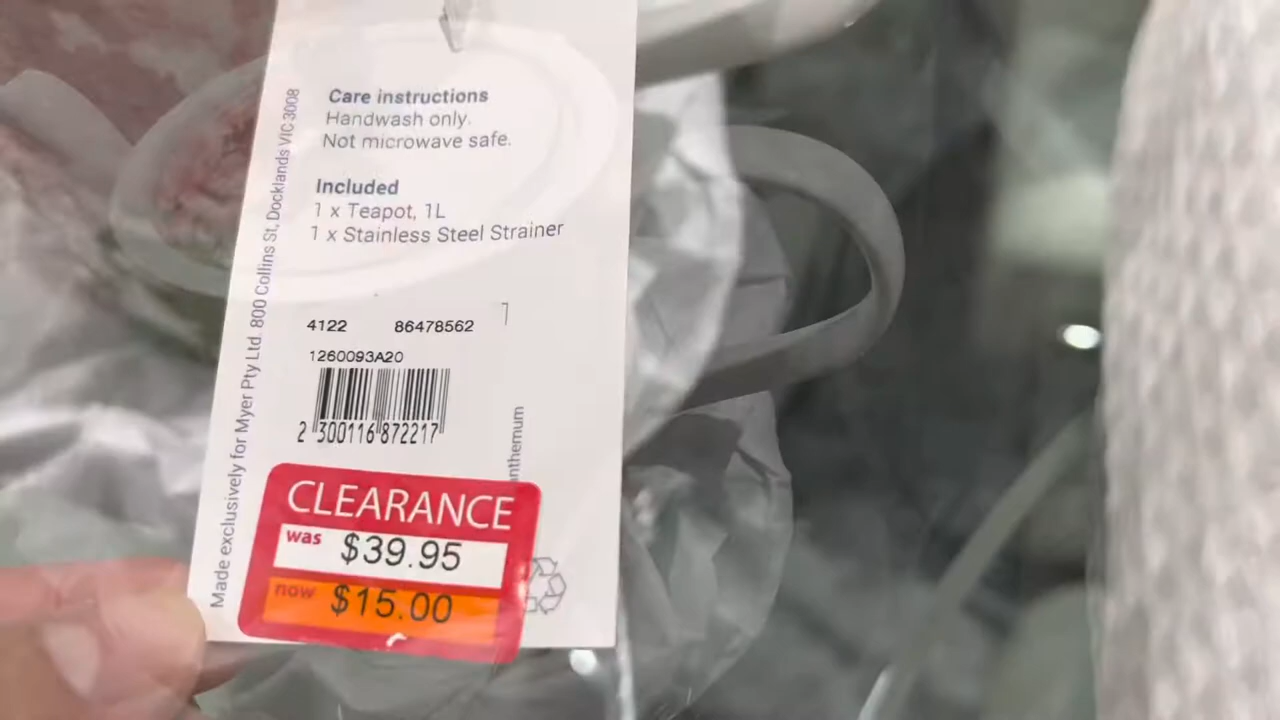 Care instructions
Handwash only.
Not microwave safe.
Included
1 x Teapot, 1L
1 x Stainless Steel Strainer
4122 86478562
1260093A20
2 300116 872217
Made exclusively for Myer Pty Ltd. 800 Collins St, Docklands VIC 3008
nthemum
CLEARANCE
was $39.95
now $15.00